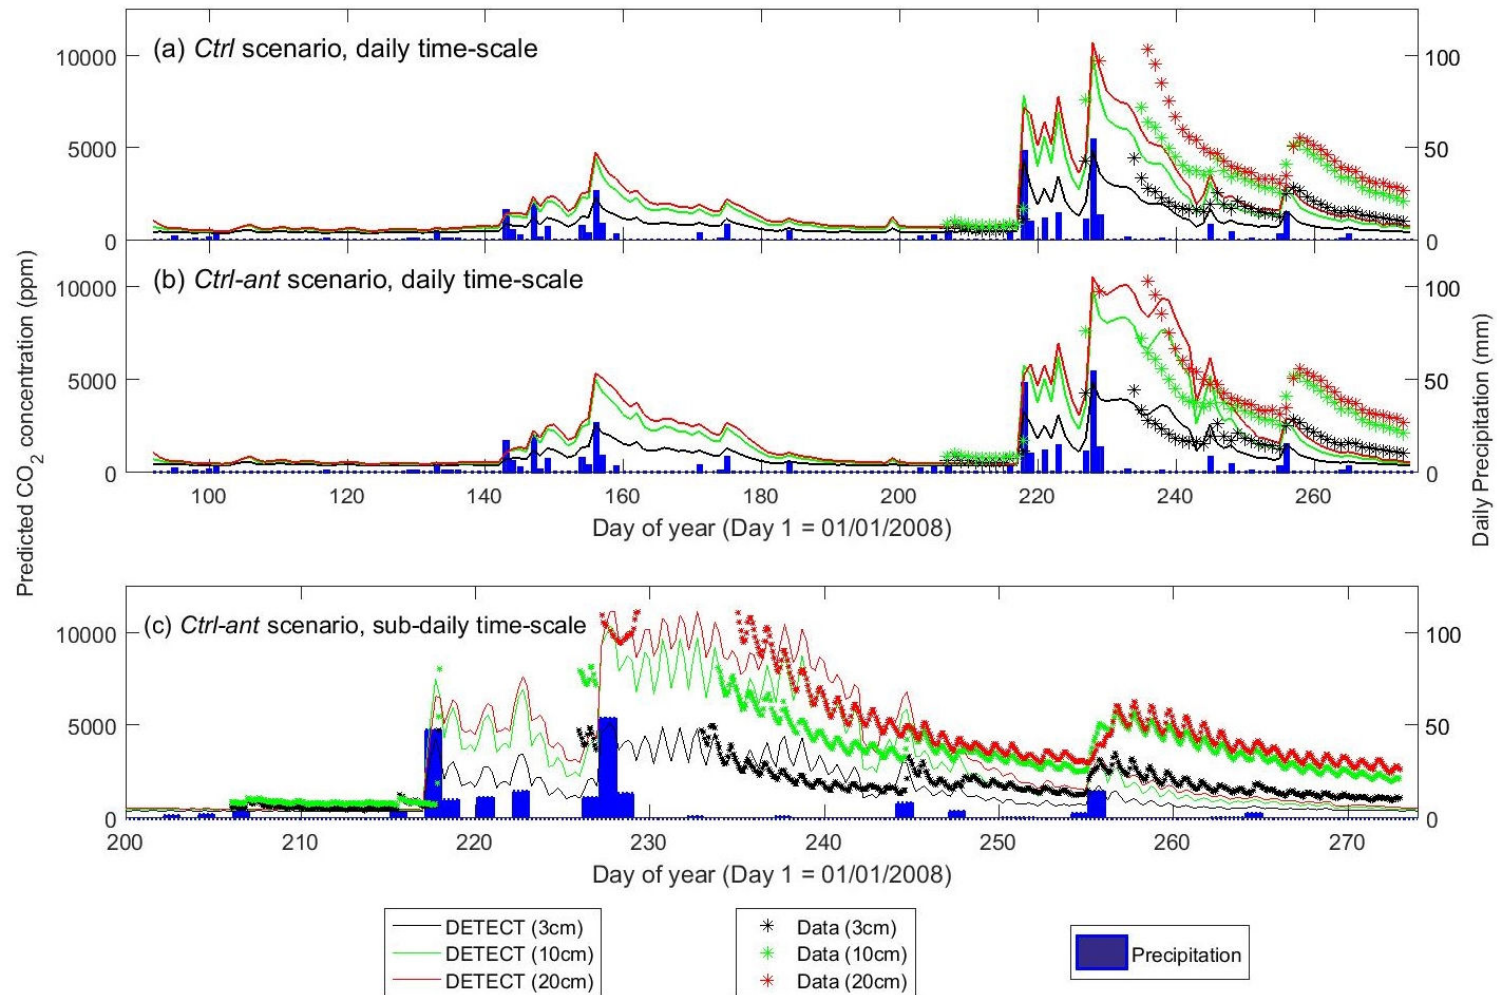 (a) Ctrl scenario, daily time-scale
10000
5000
0
100
50
0
(b) Ctrl-ant scenario, daily time-scale
10000
5000
0
100
50
0
100 120 140 160 180 200 220 240 260
Day of year (Day 1 = 01/01/2008)
Predicted CO2 concentration (ppm)
Daily Precipitation (mm)
(c) Ctrl-ant scenario, sub-daily time-scale
10000
5000
0
100
50
0
200 210 220 230 240 250 260 270
Day of year (Day 1 = 01/01/2008)
DETECT (3cm)
DETECT (10cm)
DETECT (20cm)
Data (3cm)
Data (10cm)
Data (20cm)
Precipitation